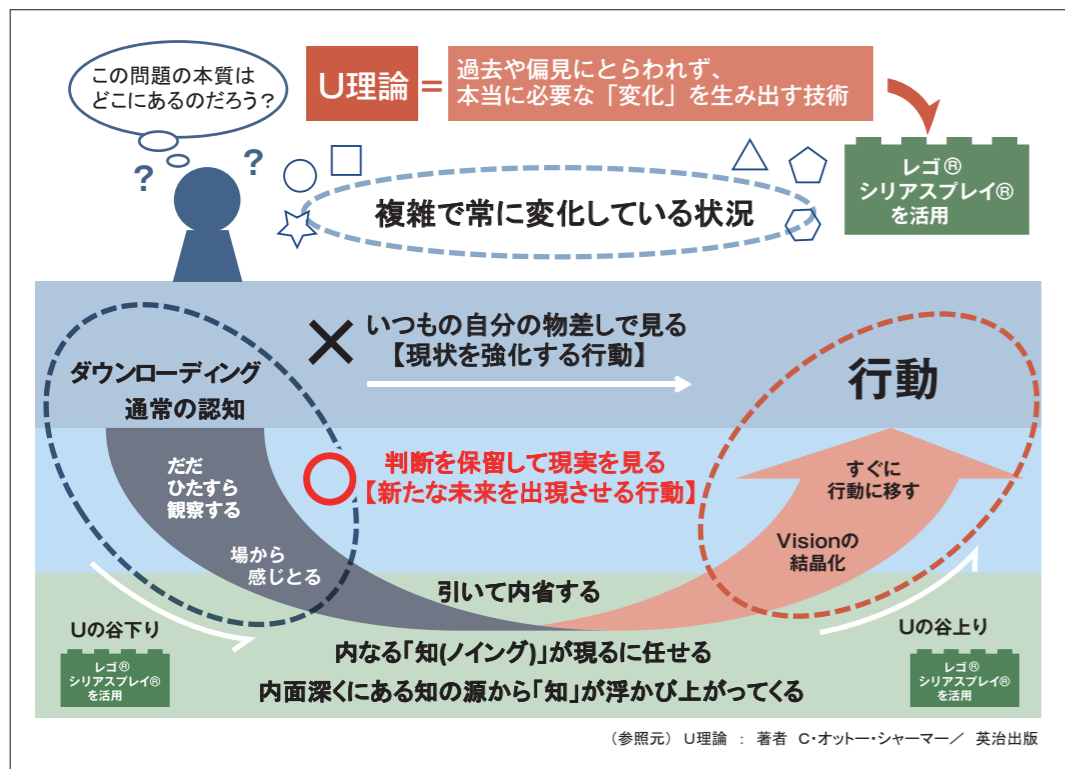 この問題の本質は
どこにあるのだろう？
U理論
=
過去や偏見にとらわれず、
本当に必要な「変化」を生み出す技術
レゴ®
シリアスプレイ®
を活用
?
?
複雑で常に変化している状況
いつもの自分の物差しで見る
【現状を強化する行動】
ダウンローディング
通常の認知
行動
判断を保留して現実を見る
【新たな未来を出現させる行動】
だだ
ひたすら
観察する
場から
感じとる
すぐに
行動に移す
Visionの
結晶化
引いて内省する
Uの谷下り
Uの谷上り
内なる「知(ノイング)」が現るに任せる
内面深くにある知の源から「知」が浮かび上がってくる
レゴ®
シリアスプレイ®
を活用
レゴ®
シリアスプレイ®
を活用
（参照元） U理論 ： 著者 C・オットー・シャーマー／ 英治出版